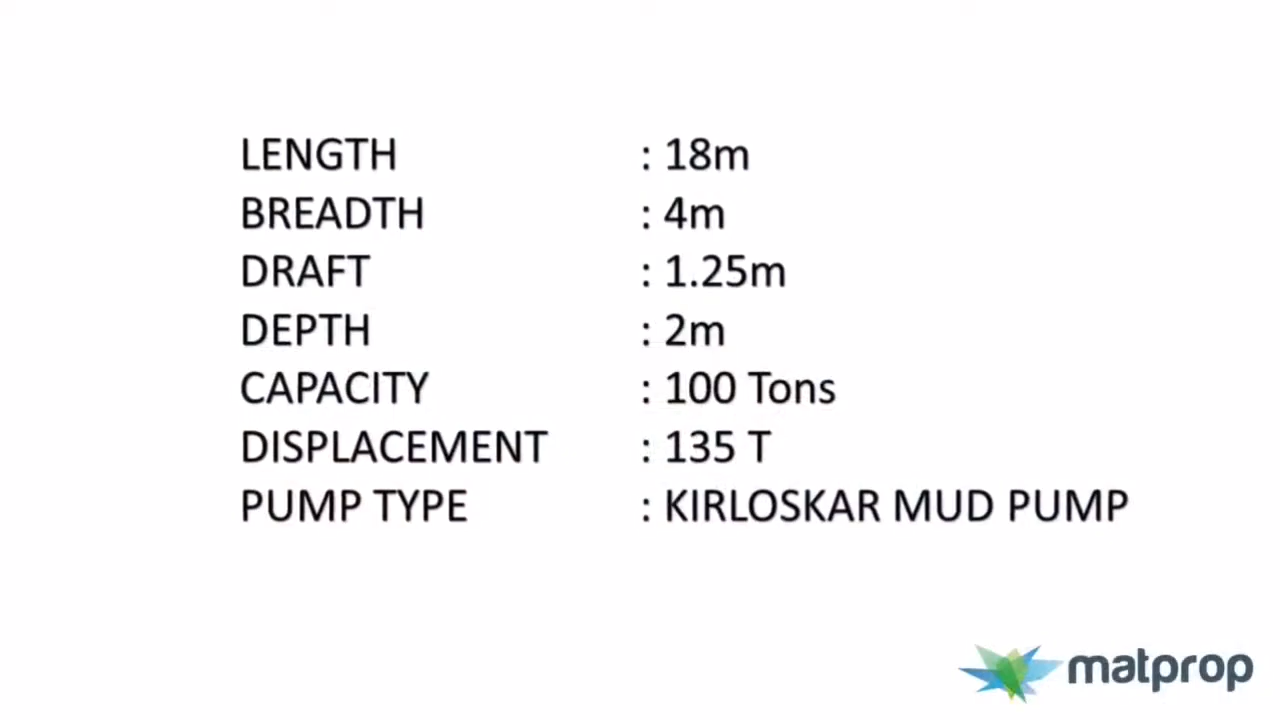 LENGTH : 18m
BREADTH : 4m
DRAFT : 1.25m
DEPTH : 2m
CAPACITY : 100 Tons
DISPLACEMENT : 135 T
PUMP TYPE : KIRLOSKAR MUD PUMP
matprop